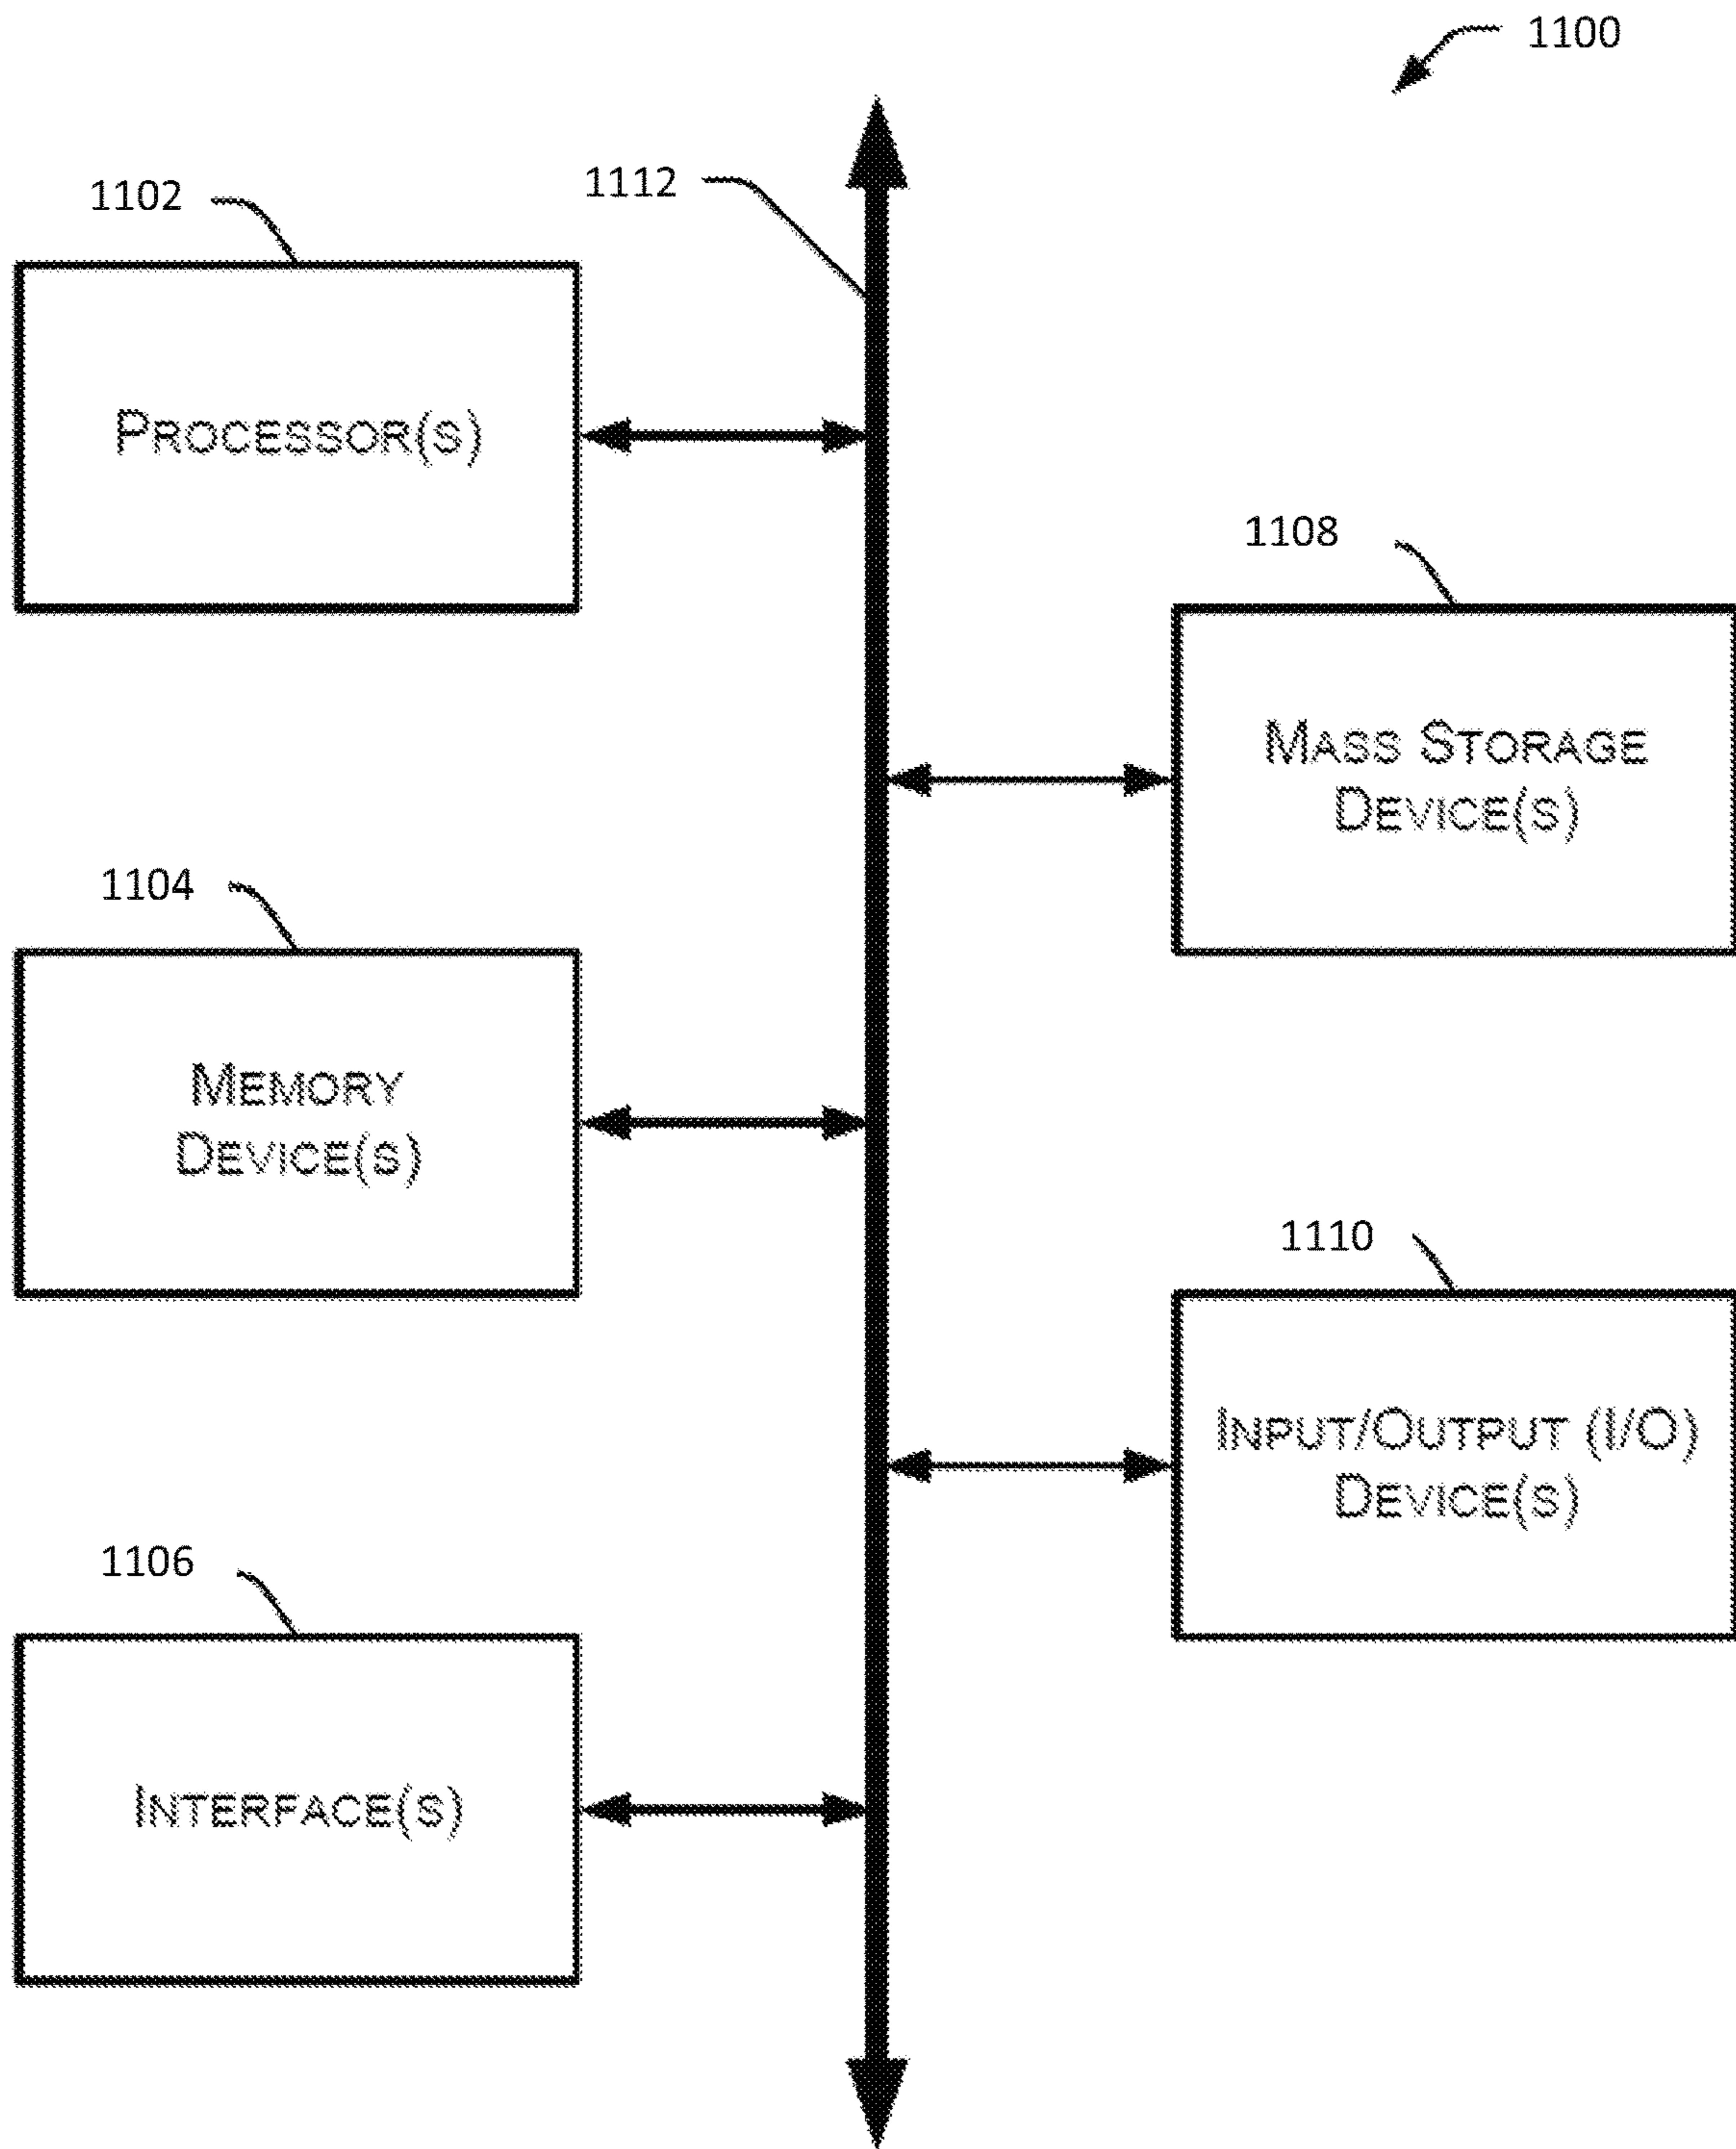 1100
1112
1102
PROCESSOR(S)
1108
MASS STORAGE
DEVICE(S)
1104
MEMORY
DEVICE(S)
1110
INPUT/OUTPUT (I/O)
DEVICE(S)
1106
INTERFACE(S)